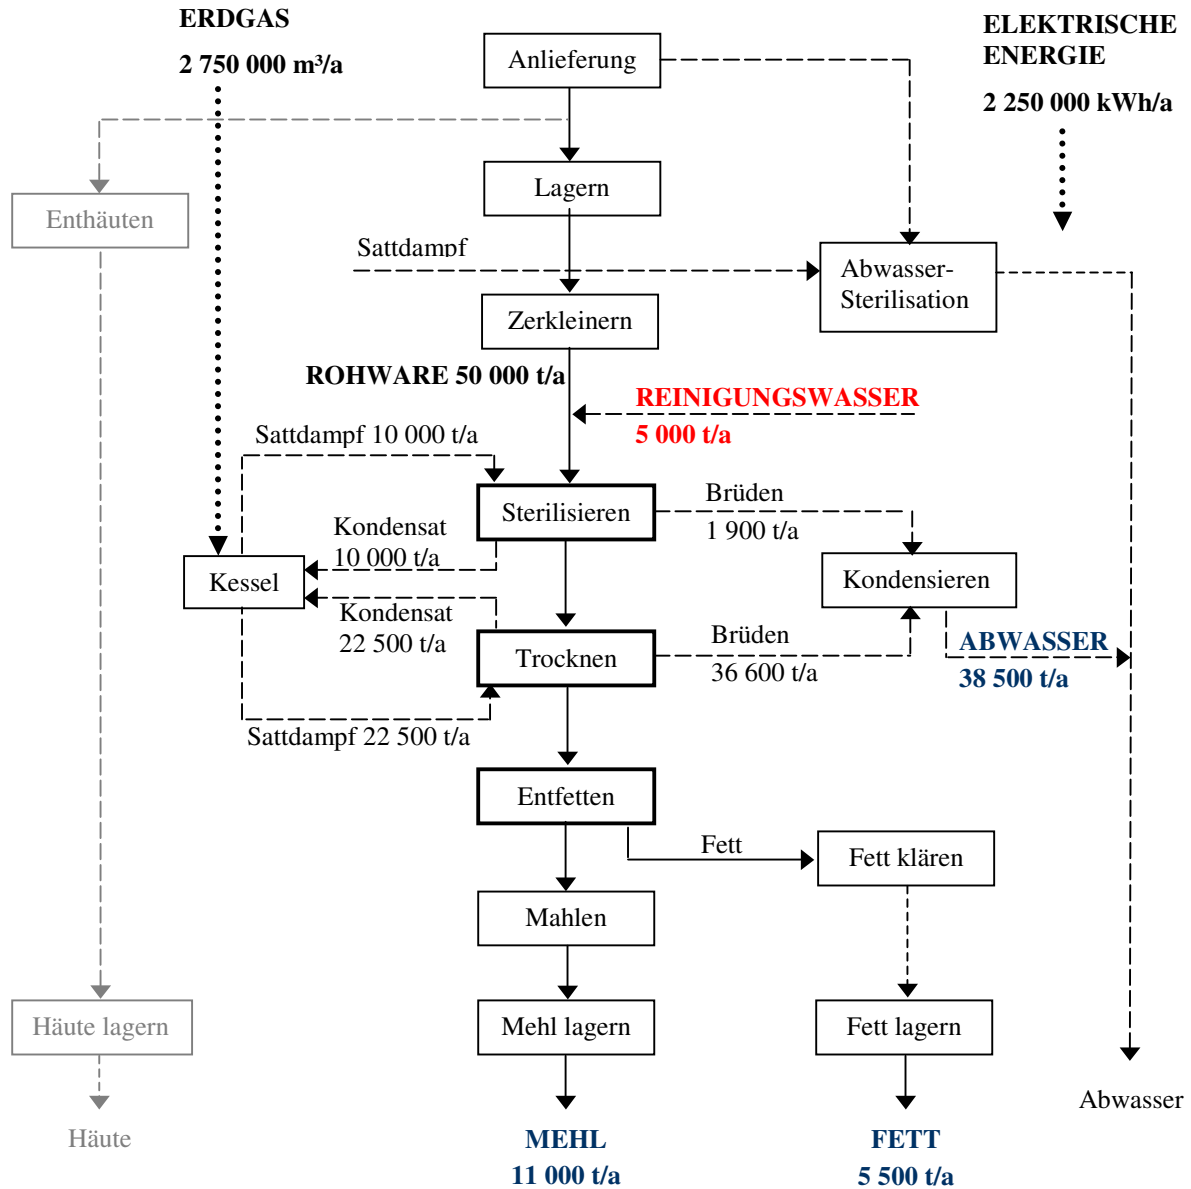 ERDGAS
2 750 000 m³/a
ELEKTRISCHE
ENERGIE
2 250 000 kWh/a
Anlieferung
Lagern
Enthäuten
Sattdampf
Abwasser-
Sterilisation
Zerkleinern
ROHWARE 50 000 t/a
REINIGUNGSWASSER
5 000 t/a
Sattdampf 10 000 t/a
Sterilisieren
Brüden
1 900 t/a
Kondensat
10 000 t/a
Kessel
Kondensieren
Kondensat
22 500 t/a
Trocknen
Brüden
36 600 t/a
ABWASSER
38 500 t/a
Sattdampf 22 500 t/a
Entfetten
Fett
Fett klären
Mahlen
Häute lagern
Mehl lagern
Fett lagern
Abwasser
Häute
MEHL
11 000 t/a
FETT
5 500 t/a